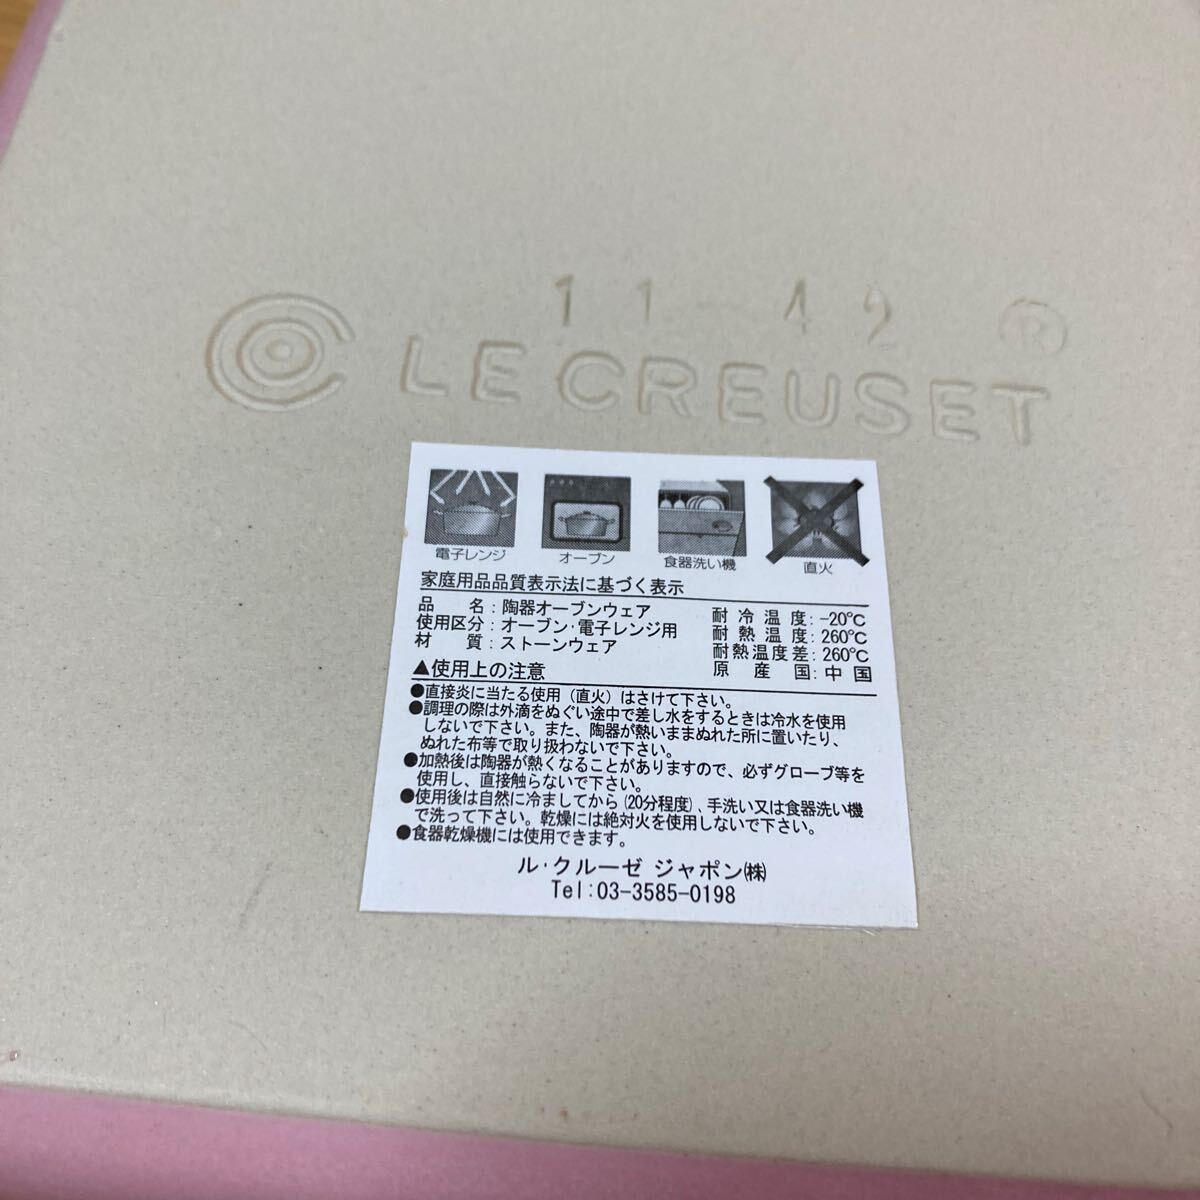 11-42 ®
LE CREUSET
電子レンジ オーブン 食器洗い機 直火
家庭用品品質表示法に基づく表示
品名：陶器オーブンウェア 耐冷温度：-20℃
使用区分：オーブン・電子レンジ用 耐熱温度：260℃
材質：ストーンウェア 耐熱温度差：260℃
原産国：中国
▲使用上の注意
●直接炎に当たる使用（直火）はさけて下さい。
●調理の際は外滴をぬぐい途中で差し水をするときは冷水を使用
しないで下さい。また、陶器が熱いままぬれた所に置いたり、
ぬれた布等で取り扱わないで下さい。
●加熱後は陶器が熱くなることがありますので、必ずグローブ等を
使用し、直接触らないで下さい。
●使用後は自然に冷ましてから(20分程度)、手洗い又は食器洗い機
で洗って下さい。乾燥には絶対火を使用しないで下さい。
●食器乾燥機には使用できます。
ル・クルーゼ ジャポン㈱
Tel:03-3585-0198